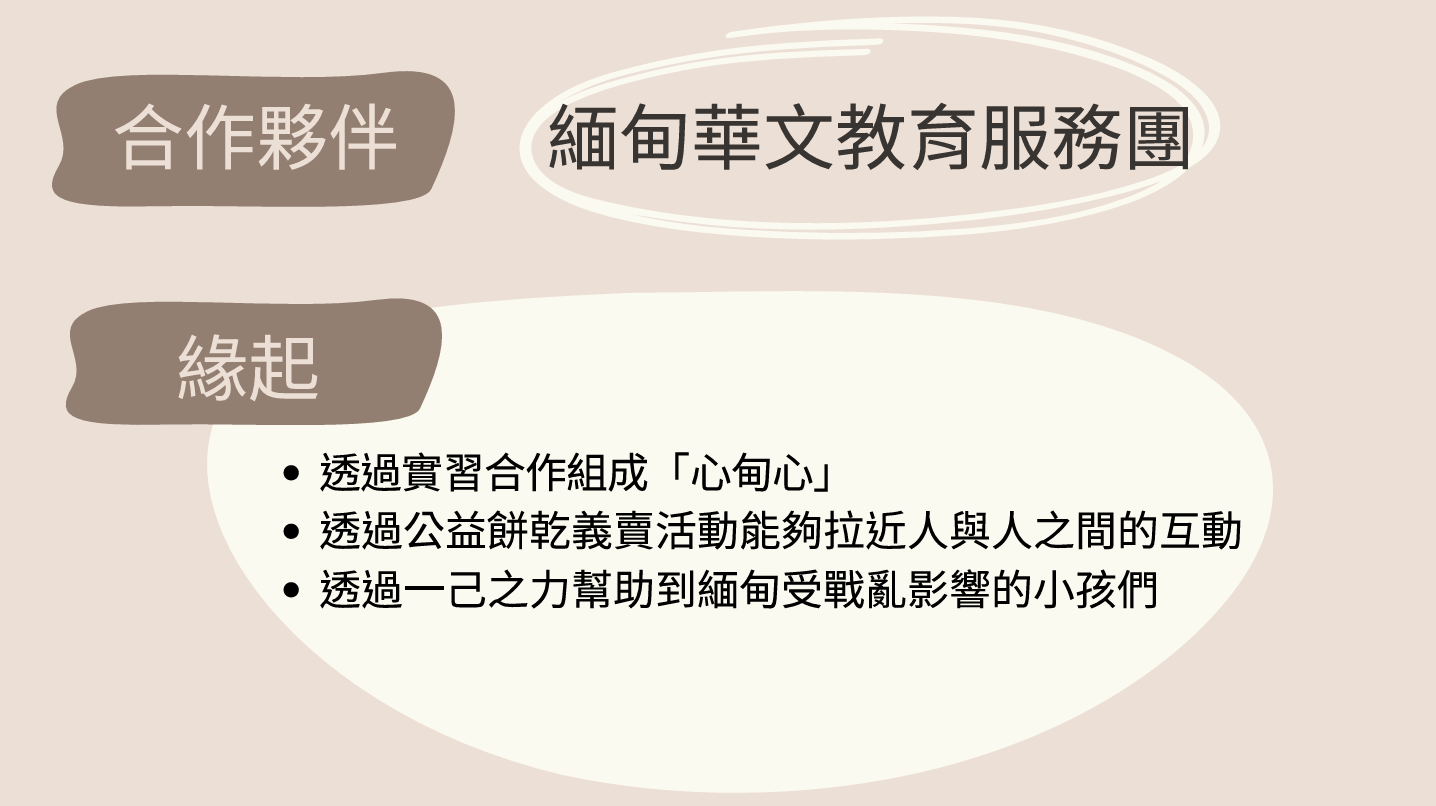 合作夥伴
緬甸華文教育服務團
緣起
• 透過實習合作組成「心甸心」
• 透過公益餅乾義賣活動能夠拉近人與人之間的互動
• 透過一己之力幫助到緬甸受戰亂影響的小孩們